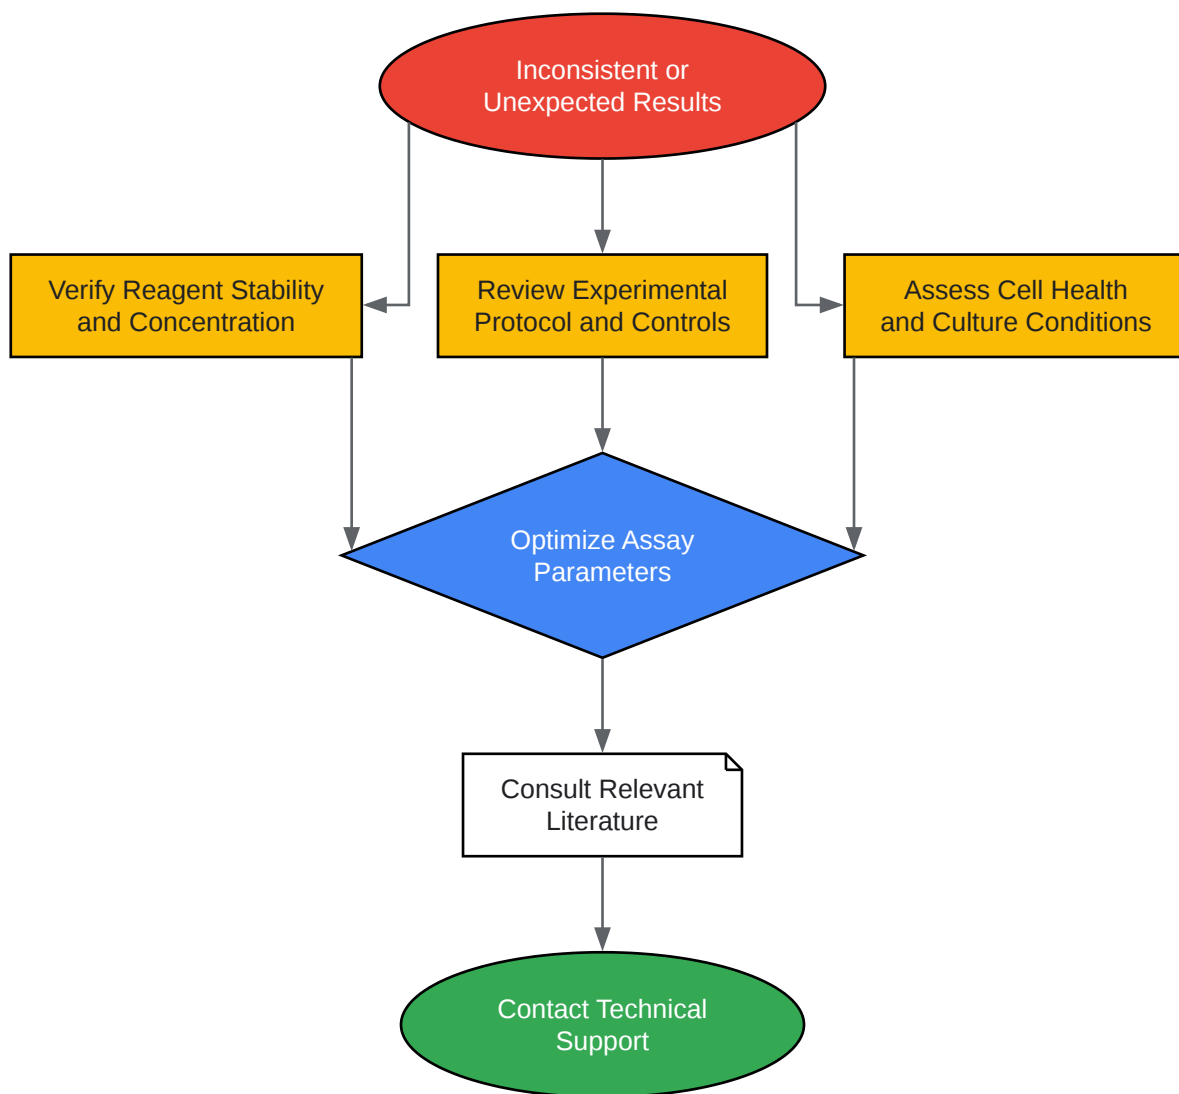 Inconsistent or
Unexpected Results
Verify Reagent Stability
and Concentration
Review Experimental
Protocol and Controls
Assess Cell Health
and Culture Conditions
Optimize Assay
Parameters
Consult Relevant
Literature
Contact Technical
Support